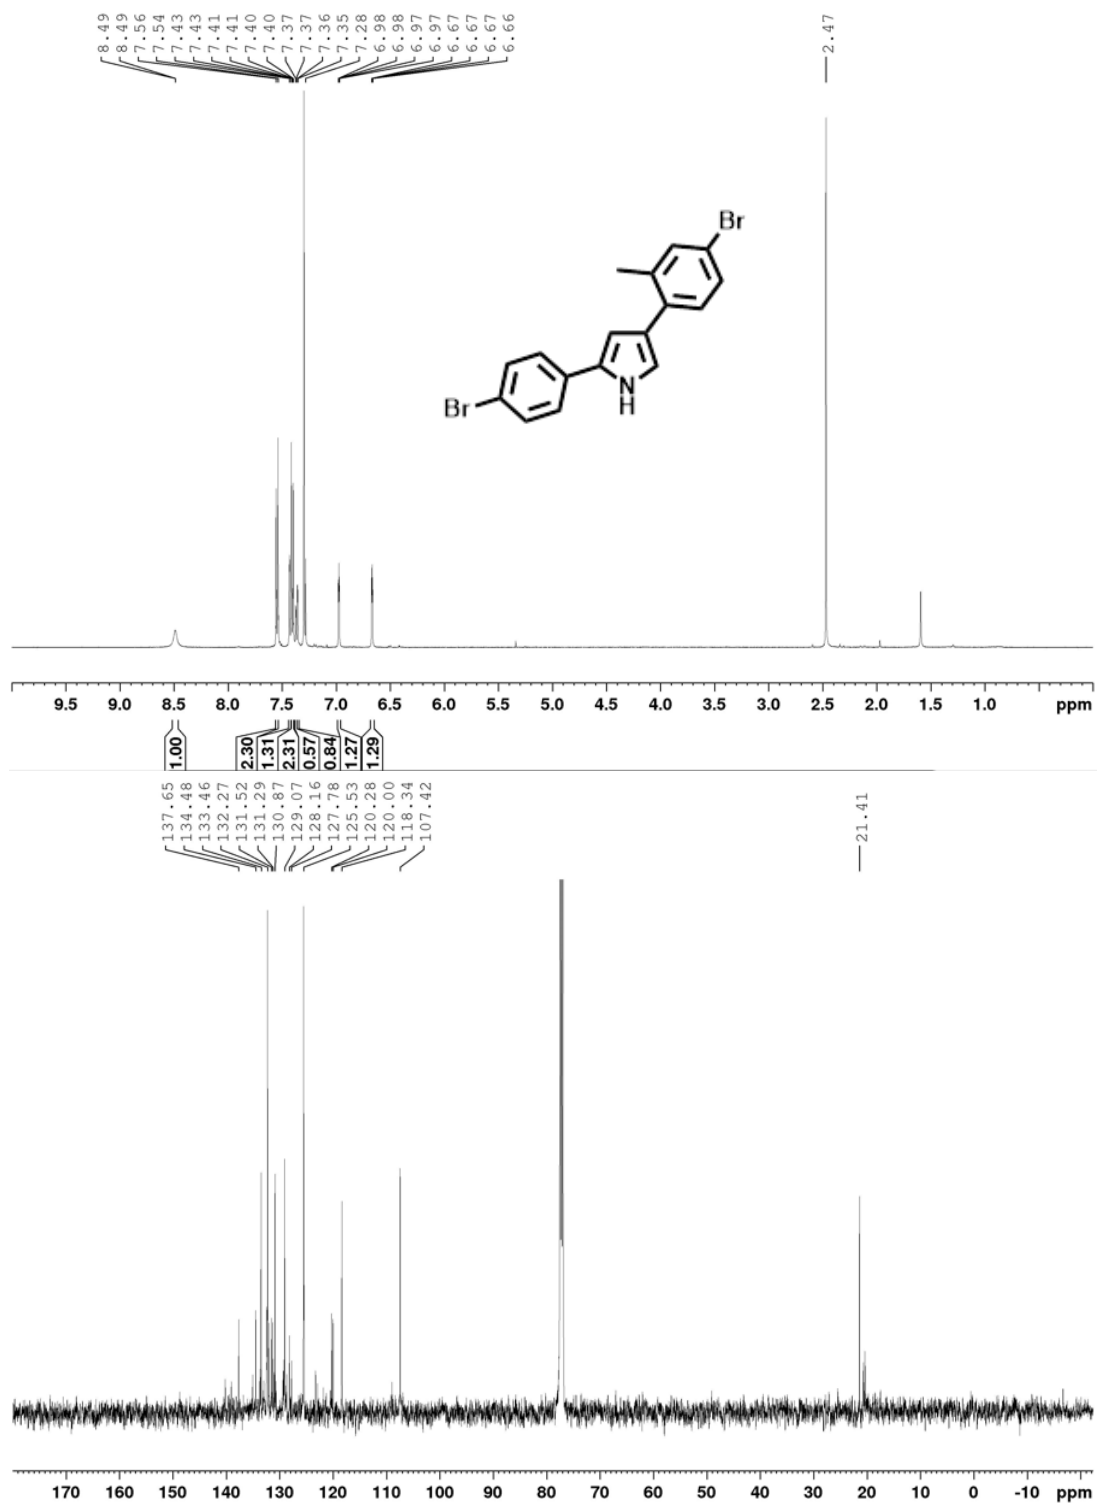 8.49 8.49 7.56 7.54 7.43 7.43 7.41 7.41 7.40 7.40 7.37 7.37 7.36 7.35 7.28 6.98 6.98 6.97 6.97 6.67 6.67 6.67 6.66 2.47
Br
Br
N
H
9.5 9.0 8.5 8.0 7.5 7.0 6.5 6.0 5.5 5.0 4.5 4.0 3.5 3.0 2.5 2.0 1.5 1.0 ppm
1.00 2.30 1.31 2.31 0.57 0.84 1.27 1.29
137.65 134.48 133.46 132.27 131.52 131.29 130.87 129.07 128.16 127.78 125.53 120.28 120.00 118.34 107.42 21.41
170 160 150 140 130 120 110 100 90 80 70 60 50 40 30 20 10 0 -10 ppm